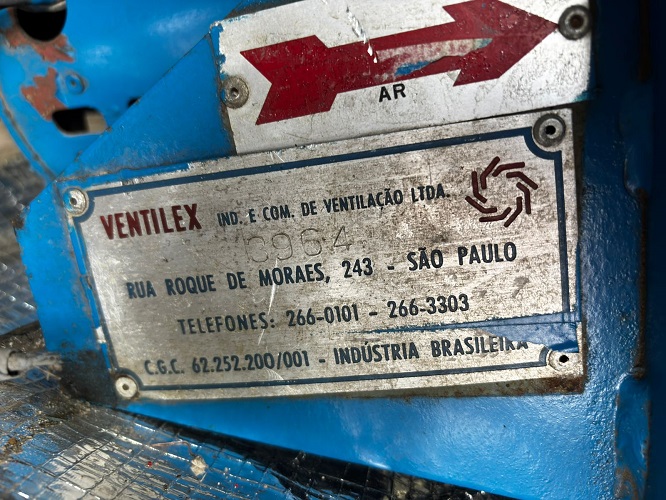 AR
VENTILEX IND. E COM. DE VENTILAÇÃO LTDA.
6964
RUA ROQUE DE MORAES, 243 - SÃO PAULO
TELEFONES: 266-0101 - 266-3303
C.G.C. 62.252.200/001 - INDÚSTRIA BRASILEIRA